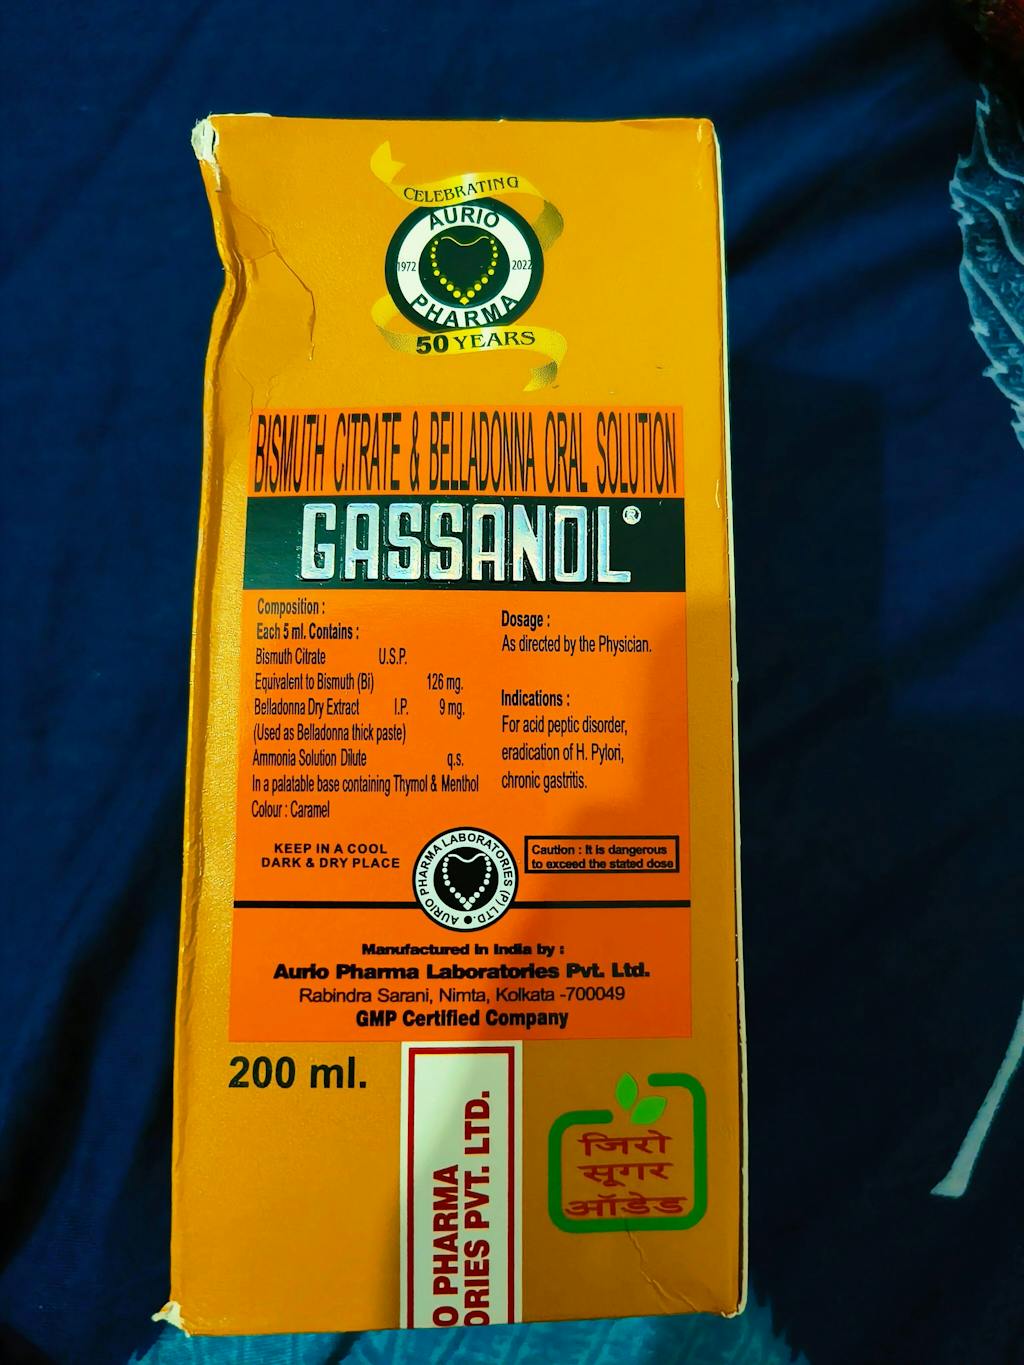 CELEBRATING
AURIO
1972 2022
PHARMA
50 YEARS
BISMUTH CITRATE & BELLADONNA ORAL SOLUTION
GASSANOL®
Composition :
Each 5 ml. Contains :
Bismuth Citrate U.S.P.
Equivalent to Bismuth (Bi) 126 mg.
Belladonna Dry Extract I.P. 9 mg.
(Used as Belladonna thick paste)
Ammonia Solution Dilute q.s.
In a palatable base containing Thymol & Menthol
Colour : Caramel
Dosage :
As directed by the Physician.
Indications :
For acid peptic disorder,
eradication of H. Pylori,
chronic gastritis.
KEEP IN A COOL
DARK & DRY PLACE
AURIO PHARMA LABORATORIES (P) LTD.
Caution : It is dangerous
to exceed the stated dose
Manufactured in India by :
Aurio Pharma Laboratories Pvt. Ltd.
Rabindra Sarani, Nimta, Kolkata -700049
GMP Certified Company
200 ml.
O PHARMA
ORIES PVT. LTD.
जिरो
सूगर
ऑडेड